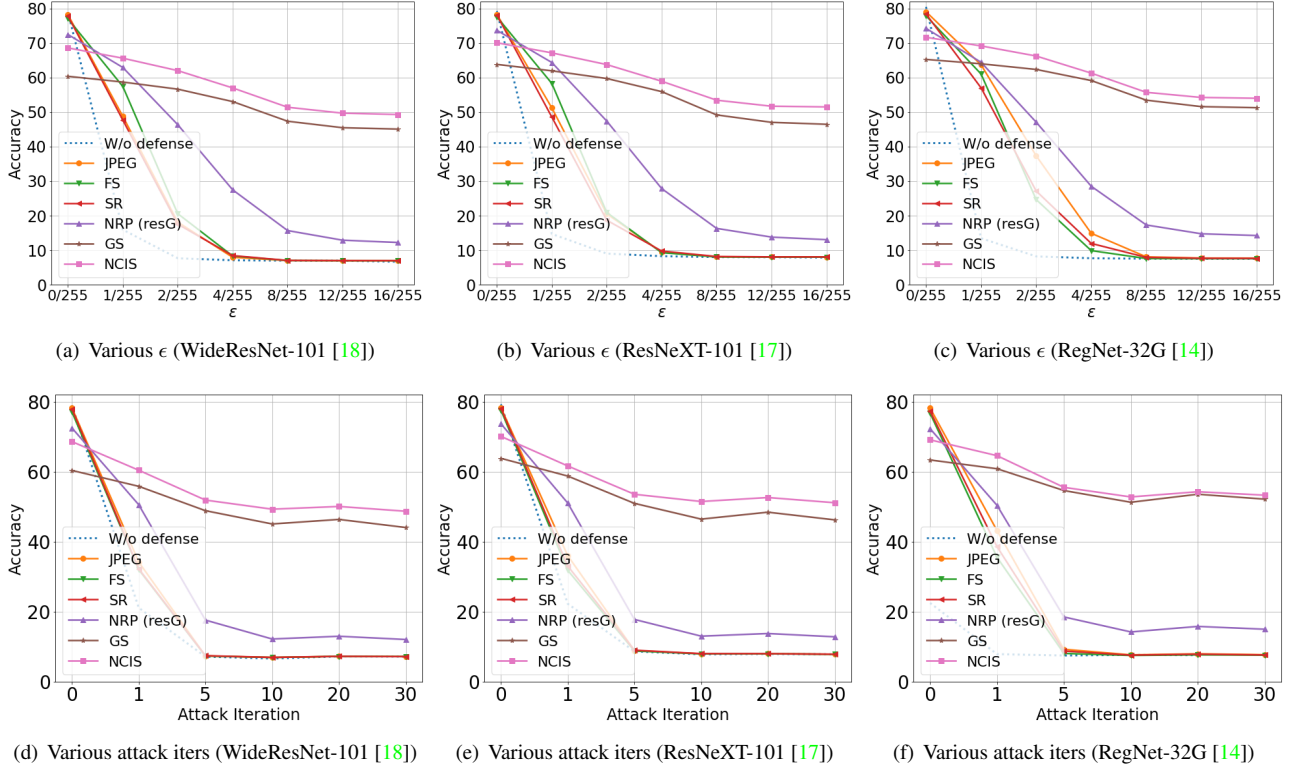 80
70
60
50
40
30
20
10
0
Accuracy
W/o defense
JPEG
FS
SR
NRP (resG)
GS
NCIS
0/255 1/255 2/255 4/255 8/255 12/255 16/255
ε
(a) Various ϵ (WideResNet-101 [18])
80
70
60
50
40
30
20
10
0
Accuracy
W/o defense
JPEG
FS
SR
NRP (resG)
GS
NCIS
0/255 1/255 2/255 4/255 8/255 12/255 16/255
ε
(b) Various ϵ (ResNeXT-101 [17])
80
70
60
50
40
30
20
10
0
Accuracy
W/o defense
JPEG
FS
SR
NRP (resG)
GS
NCIS
0/255 1/255 2/255 4/255 8/255 12/255 16/255
ε
(c) Various ϵ (RegNet-32G [14])
80
60
40
20
0
Accuracy
W/o defense
JPEG
FS
SR
NRP (resG)
GS
NCIS
0 1 5 10 20 30
Attack Iteration
(d) Various attack iters (WideResNet-101 [18])
80
60
40
20
0
Accuracy
W/o defense
JPEG
FS
SR
NRP (resG)
GS
NCIS
0 1 5 10 20 30
Attack Iteration
(e) Various attack iters (ResNeXT-101 [17])
80
60
40
20
0
Accuracy
W/o defense
JPEG
FS
SR
NRP (resG)
GS
NCIS
0 1 5 10 20 30
Attack Iteration
(f) Various attack iters (RegNet-32G [14])